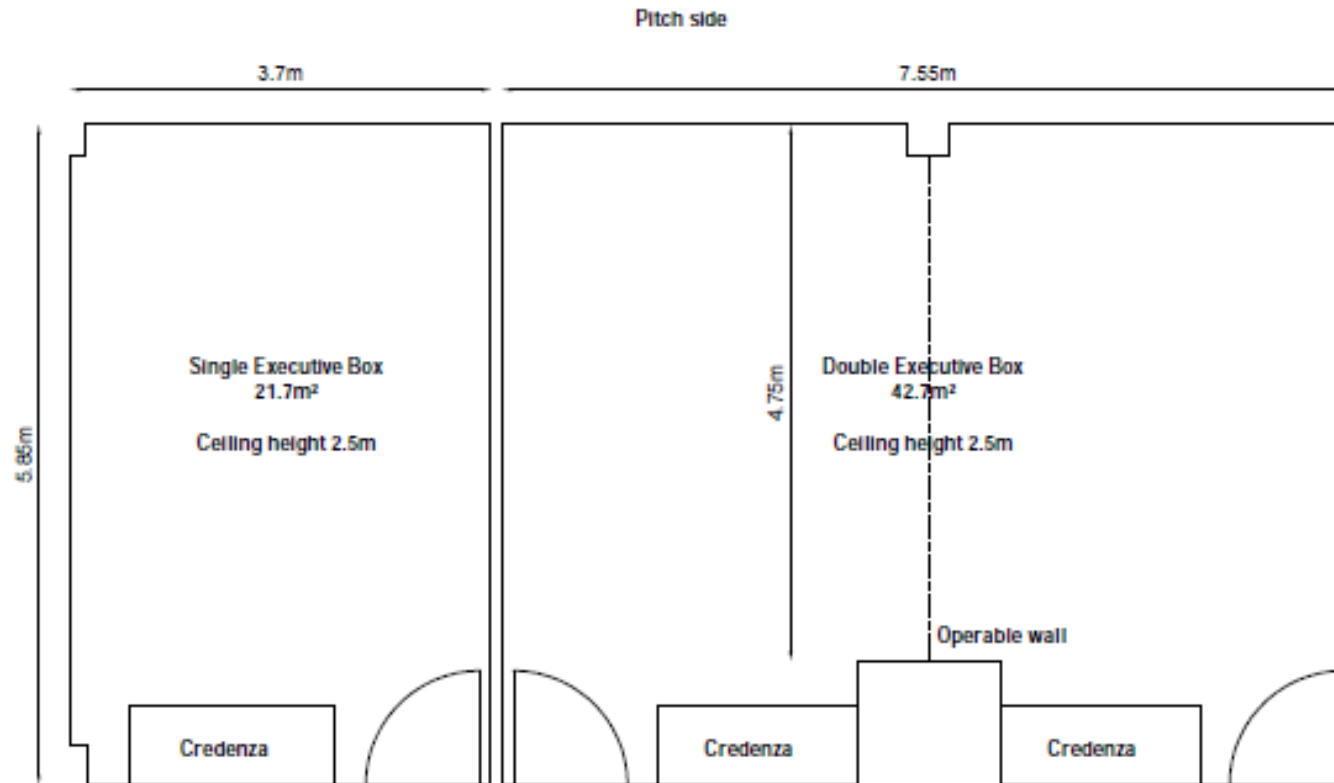 Pitch side
3.7m
7.55m
Single Executive Box
21.7m²
Ceiling height 2.5m
5.85m
4.75m
Double Executive Box
42.7m²
Ceiling height 2.5m
Operable wall
Credenza
Credenza
Credenza